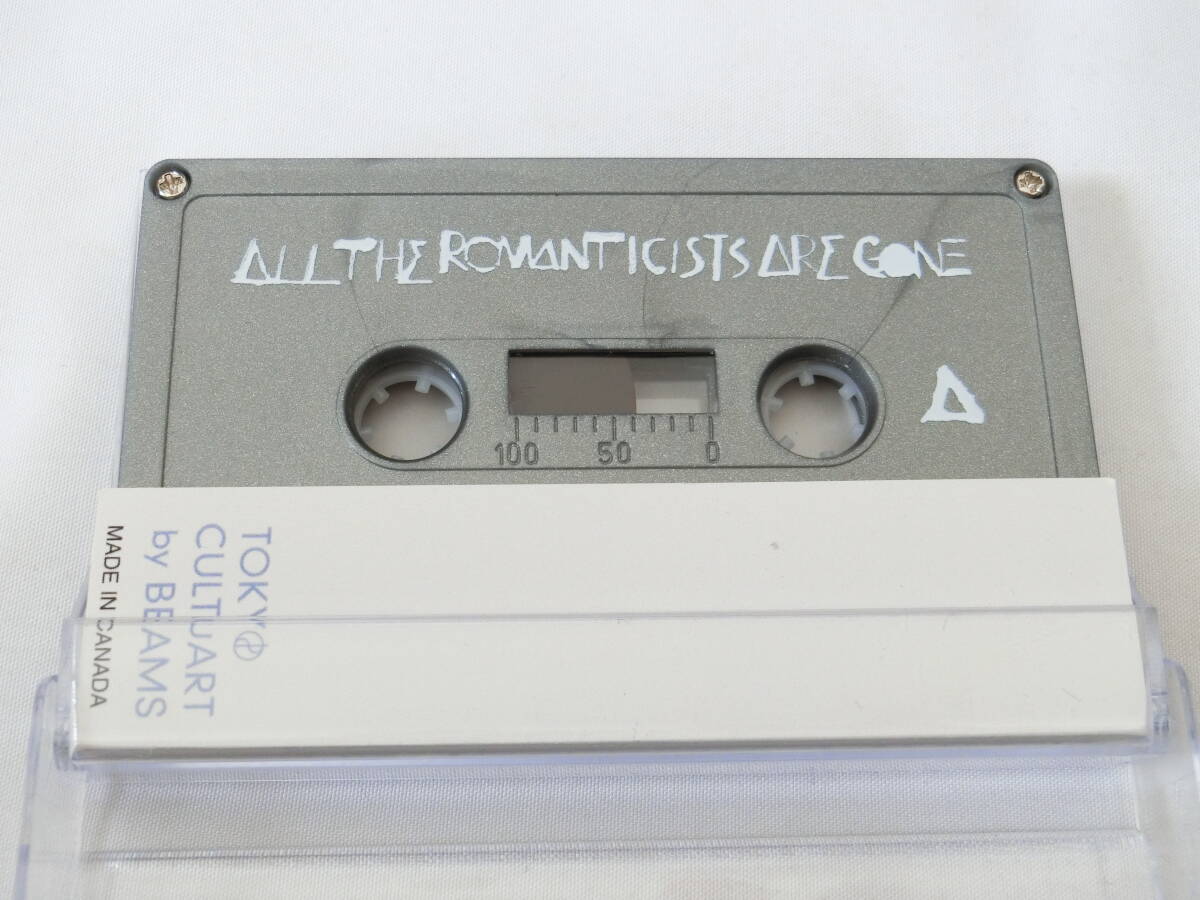 ALL THE ROMANTICISTS ARE GONE
A
100 50 0
TOKYO
CULTUART
by BEAMS
MADE IN CANADA